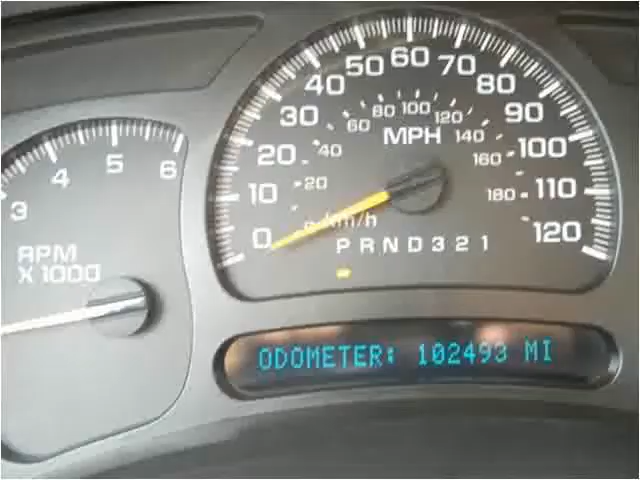 3 4 5 6
RPM
X 1000
0 10 20 30 40 50 60 70 80 90 100 110 120
20 40 60 80 100 120 140 160 180
MPH
km/h
P R N D 3 2 1
ODOMETER: 102493 MI